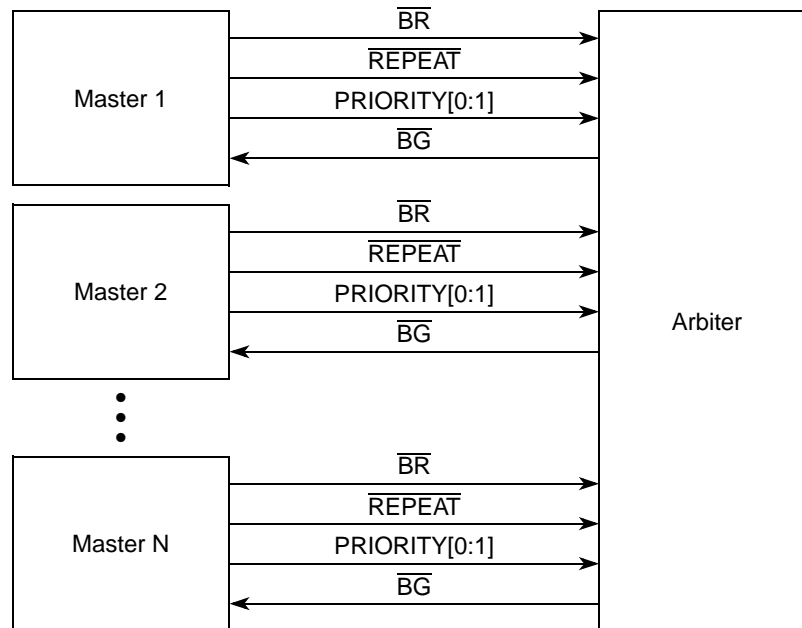 Master 1
BR
REPEAT
PRIORITY[0:1]
BG
Master 2
BR
REPEAT
PRIORITY[0:1]
BG
Arbiter
Master N
BR
REPEAT
PRIORITY[0:1]
BG